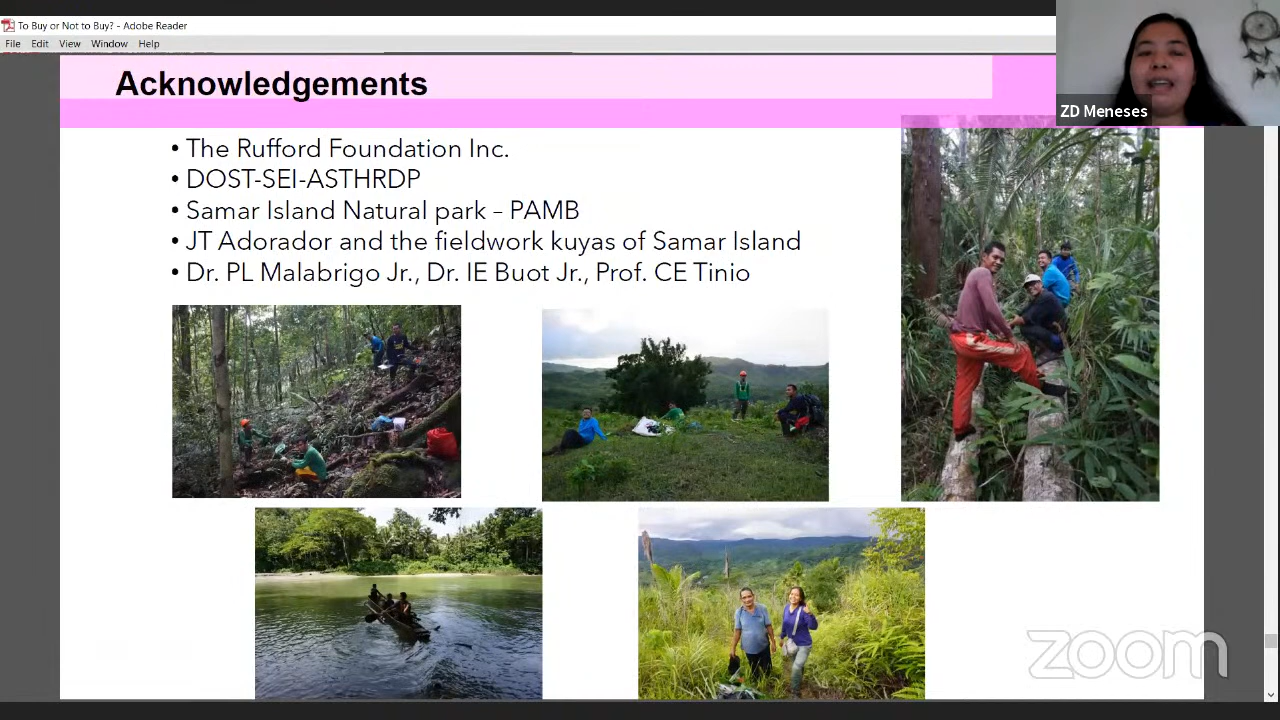 To Buy or Not to Buy? - Adobe Reader
File Edit View Window Help
ZD Meneses
Acknowledgements
• The Rufford Foundation Inc.
• DOST-SEI-ASTHRDP
• Samar Island Natural park – PAMB
• JT Adorador and the fieldwork kuyas of Samar Island
• Dr. PL Malabrigo Jr., Dr. IE Buot Jr., Prof. CE Tinio
zoom